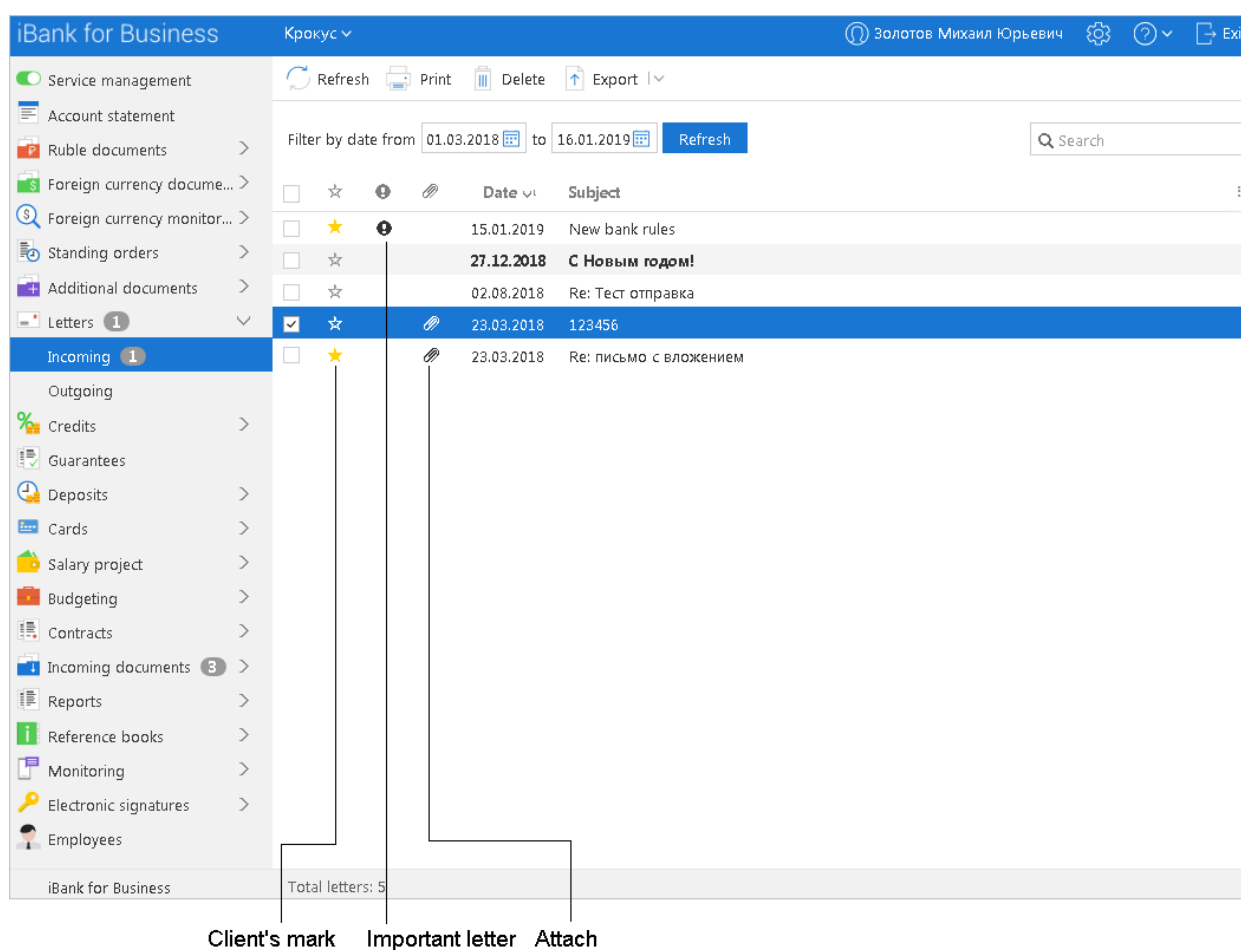 iBank for Business
Крокус
Золотов Михаил Юрьевич
Exi
Service management
Account statement
Ruble documents
Foreign currency docume...
Foreign currency monitor...
Standing orders
Additional documents
Letters 1
Incoming 1
Outgoing
Credits
Guarantees
Deposits
Cards
Salary project
Budgeting
Contracts
Incoming documents 3
Reports
Reference books
Monitoring
Electronic signatures
Employees
iBank for Business
Refresh Print Delete Export
Filter by date from 01.03.2018 to 16.01.2019 Refresh
Search
Date Subject
15.01.2019 New bank rules
27.12.2018 С Новым годом!
02.08.2018 Re: Тест отправка
23.03.2018 123456
23.03.2018 Re: письмо с вложением
Total letters: 5
Client's mark Important letter Attach